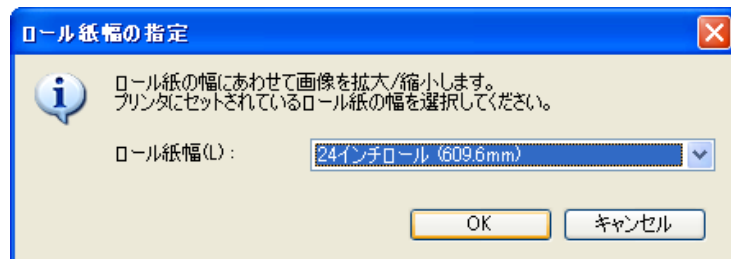 ロール紙幅の指定
ロール紙の幅にあわせて画像を拡大/縮小します。
プリンタにセットされているロール紙の幅を選択してください。
ロール紙幅(L): 24インチロール (609.6mm)
OK キャンセル